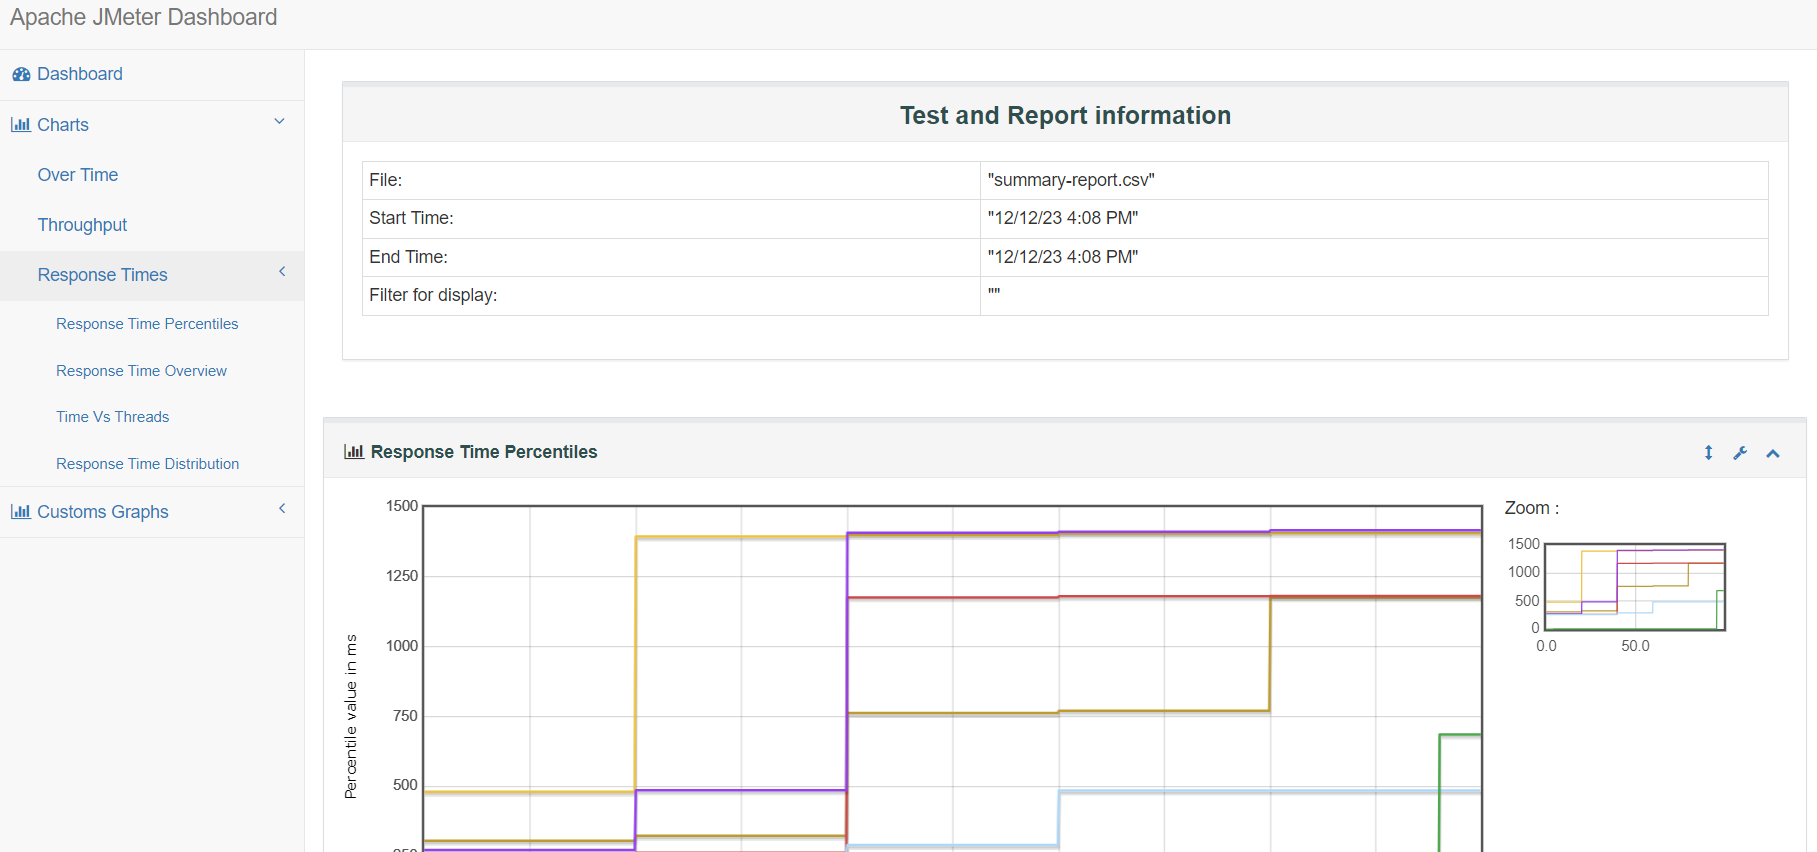 Apache JMeter Dashboard
Dashboard
Charts
Over Time
Throughput
Response Times
Response Time Percentiles
Response Time Overview
Time Vs Threads
Response Time Distribution
Customs Graphs
Test and Report information
File: "summary-report.csv"
Start Time: "12/12/23 4:08 PM"
End Time: "12/12/23 4:08 PM"
Filter for display: ""
Response Time Percentiles
1500
1250
1000
750
500
Percentile value in ms
Zoom :
1500
1000
500
0
0.0 50.0